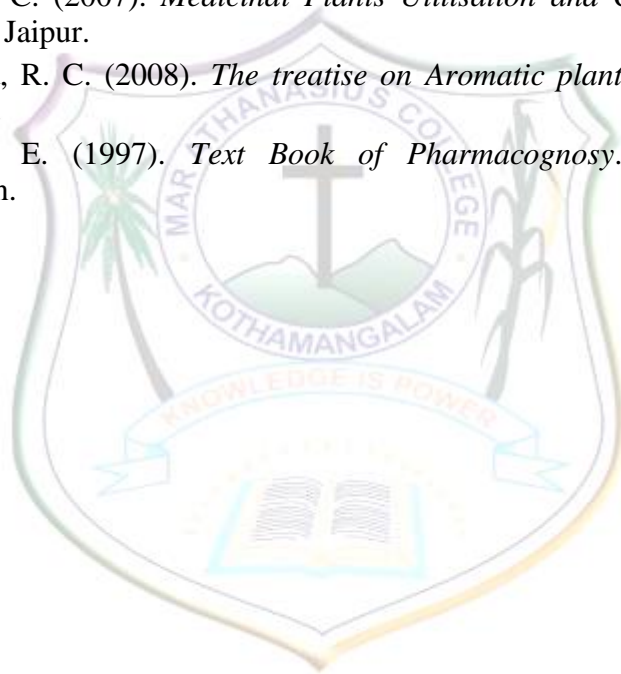 C. (2007). Medicinal Plants Utilisation and
Jaipur.
, R. C. (2008). The treatise on Aromatic plant
E. (1997). Text Book of Pharmacognosy.
MAR ATHANASIUS COLLEGE
KOTHAMANGALAM
KNOWLEDGE IS POWER